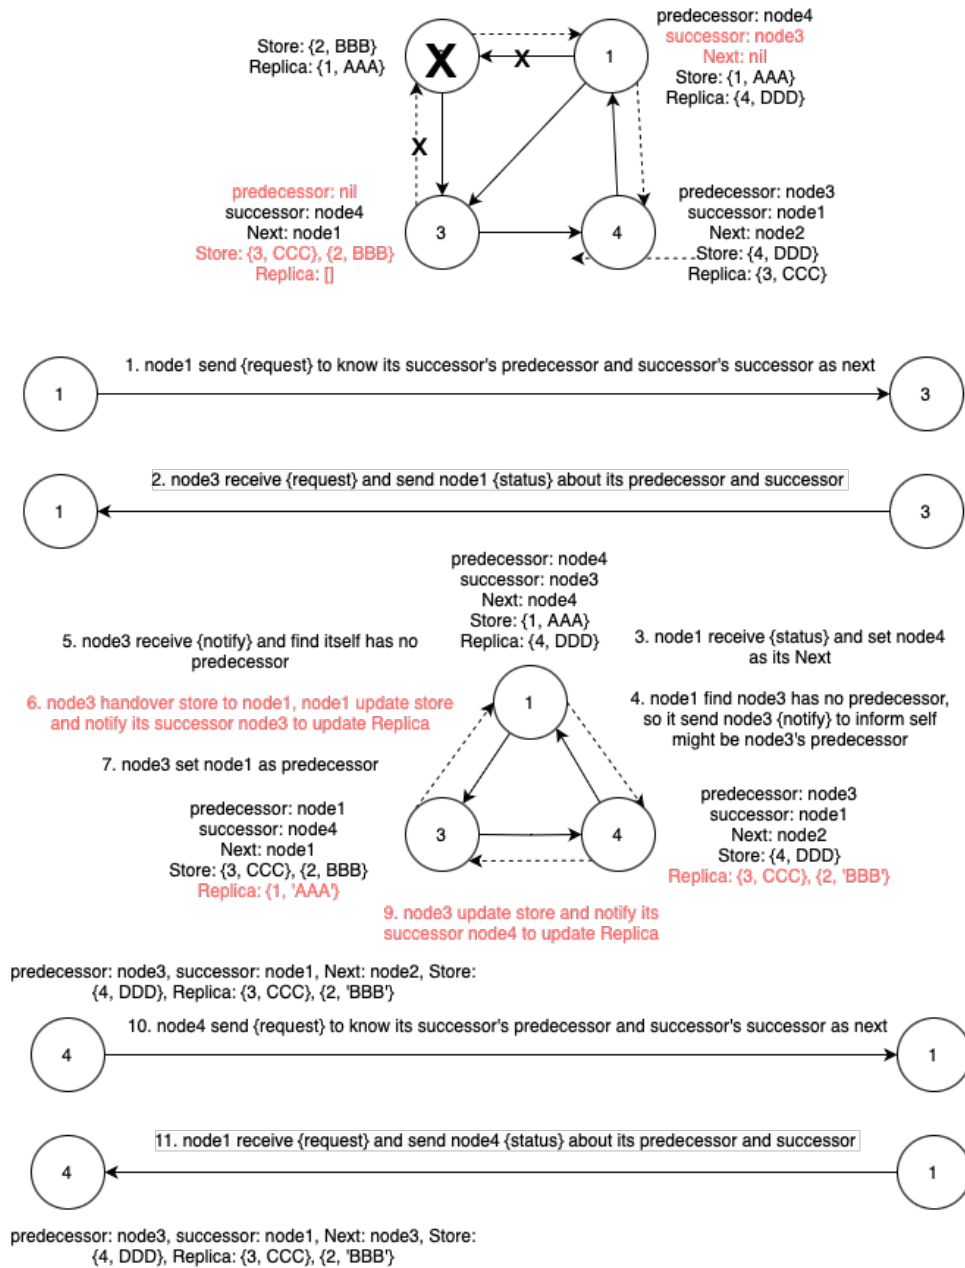 Store: {2, BBB}
Replica: {1, AAA}
X
X
1
predecessor: node4
successor: node3
Next: nil
Store: {1, AAA}
Replica: {4, DDD}
X
predecessor: nil
successor: node4
Next: node1
Store: {3, CCC}, {2, BBB}
Replica: []
3
4
predecessor: node3
successor: node1
Next: node2
Store: {4, DDD}
Replica: {3, CCC}
1. node1 send {request} to know its successor's predecessor and successor's successor as next
1
3
2. node3 receive {request} and send node1 {status} about its predecessor and successor
1
3
predecessor: node4
successor: node3
Next: node4
Store: {1, AAA}
Replica: {4, DDD}
5. node3 receive {notify} and find itself has no
predecessor
3. node1 receive {status} and set node4
as its Next
6. node3 handover store to node1, node1 update store
and notify its successor node3 to update Replica
1
4. node1 find node3 has no predecessor,
so it send node3 {notify} to inform self
might be node3's predecessor
7. node3 set node1 as predecessor
predecessor: node1
successor: node4
Next: node1
Store: {3, CCC}, {2, BBB}
Replica: {1, 'AAA'}
3
4
predecessor: node3
successor: node1
Next: node2
Store: {4, DDD}
Replica: {3, CCC}, {2, 'BBB'}
9. node3 update store and notify its
successor node4 to update Replica
predecessor: node3, successor: node1, Next: node2, Store:
{4, DDD}, Replica: {3, CCC}, {2, 'BBB'}
10. node4 send {request} to know its successor's predecessor and successor's successor as next
4
1
11. node1 receive {request} and send node4 {status} about its predecessor and successor
4
1
predecessor: node3, successor: node1, Next: node3, Store:
{4, DDD}, Replica: {3, CCC}, {2, 'BBB'}